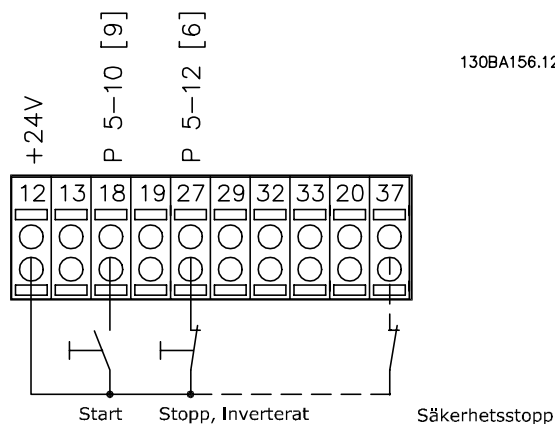 130BA156.12
+24V
P 5-10 [9]
P 5-12 [6]
12 13 18 19 27 29 32 33 20 37
Start Stopp, Inverterat Säkerhetsstopp